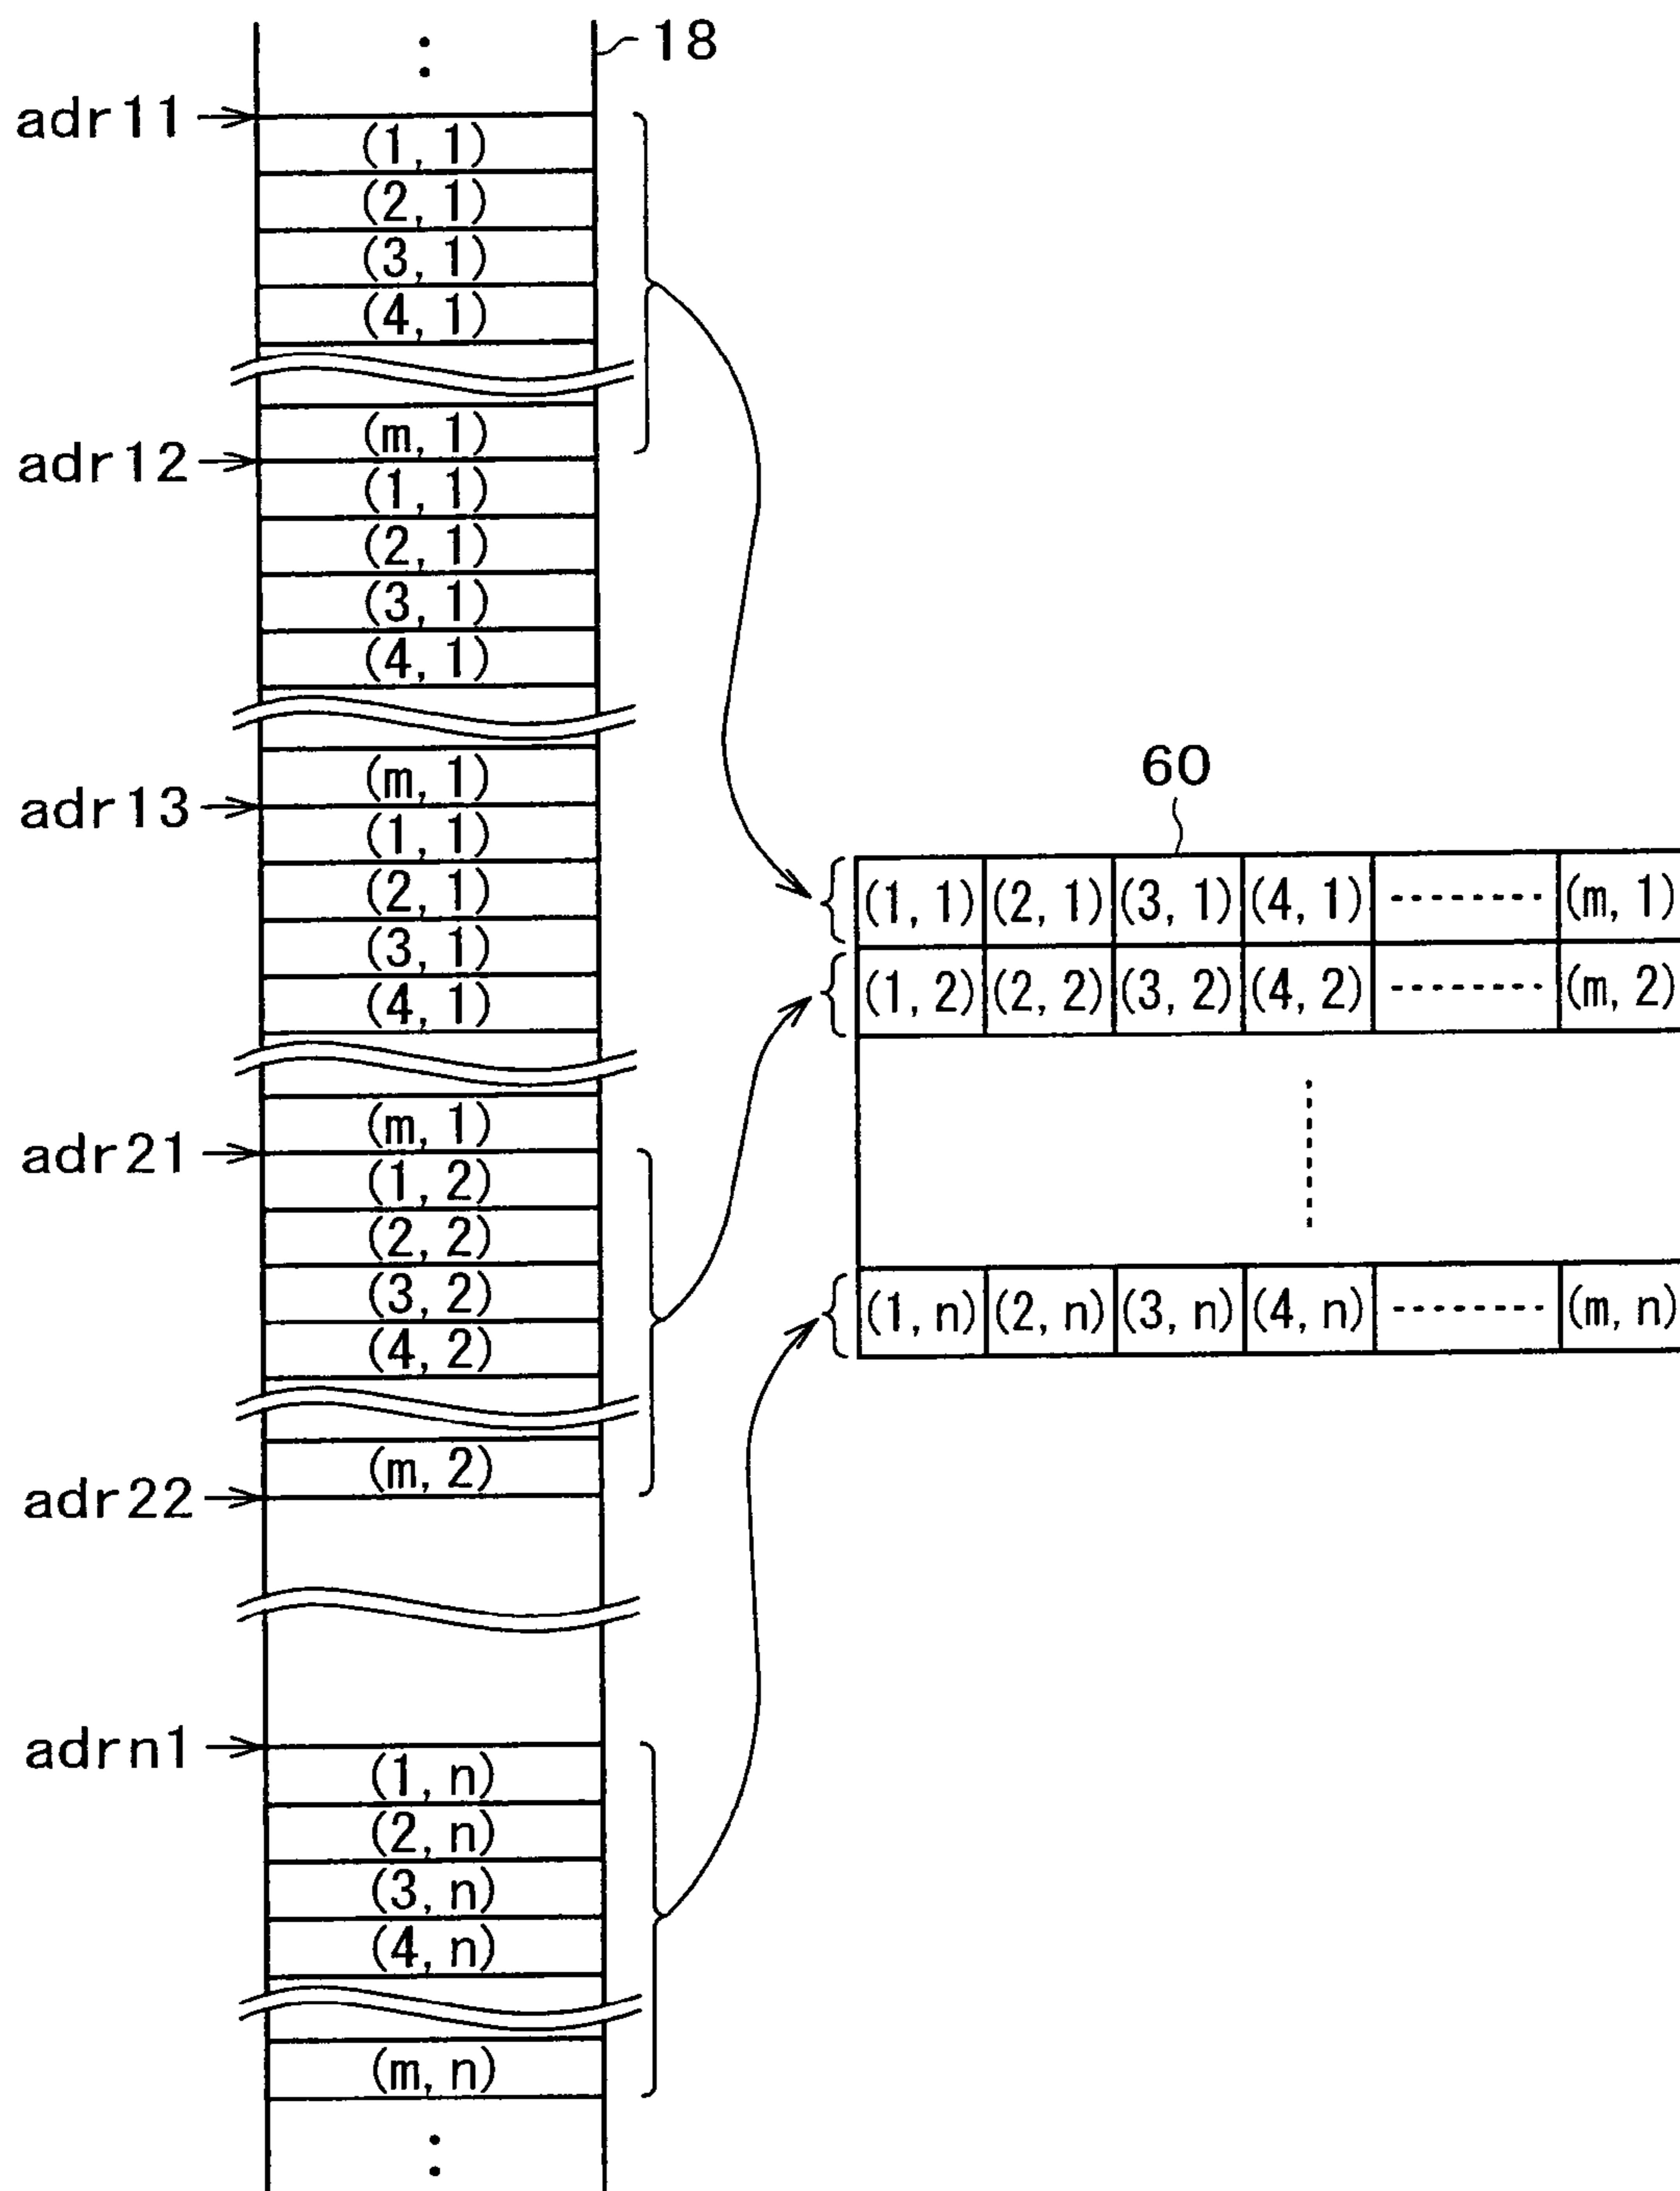 18
adr11
(1, 1)
(2, 1)
(3, 1)
(4, 1)
(m, 1)
adr12
(1, 1)
(2, 1)
(3, 1)
(4, 1)
(m, 1)
adr13
(1, 1)
(2, 1)
(3, 1)
(4, 1)
(m, 1)
adr21
(1, 2)
(2, 2)
(3, 2)
(4, 2)
(m, 2)
adr22
adrn1
(1, n)
(2, n)
(3, n)
(4, n)
(m, n)
60
(1, 1) (2, 1) (3, 1) (4, 1) (m, 1)
(1, 2) (2, 2) (3, 2) (4, 2) (m, 2)
(1, n) (2, n) (3, n) (4, n) (m, n)